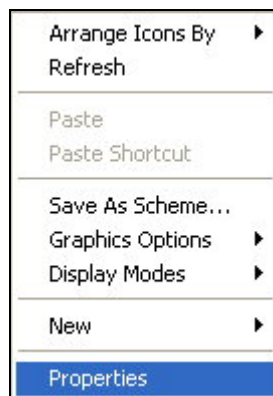 Arrange Icons By
Refresh
Paste
Paste Shortcut
Save As Scheme...
Graphics Options
Display Modes
New
Properties